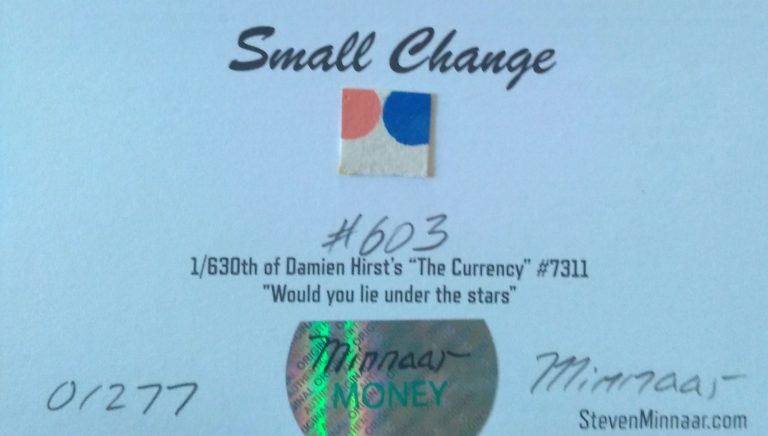 Small Change
#603
1/630th of Damien Hirst's "The Currency" #7311
"Would you lie under the stars"
Minnaar
MONEY
01277
Minnaar
StevenMinnaar.com